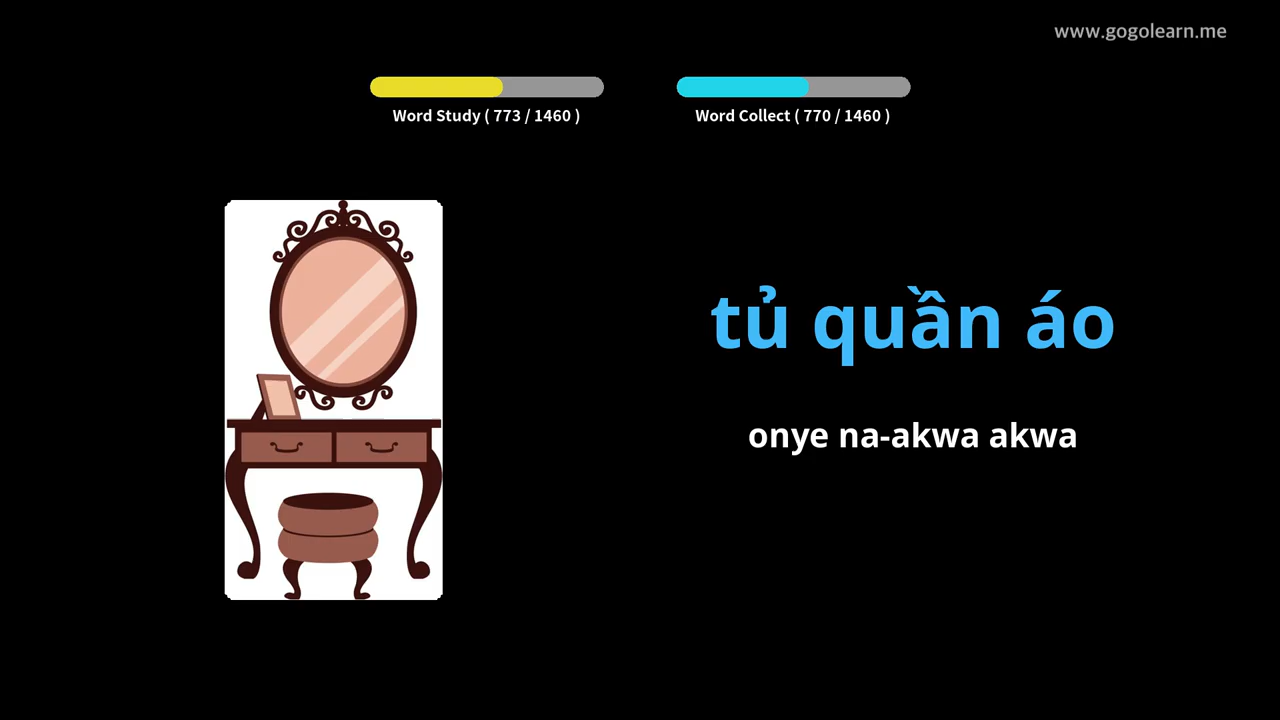 www.gogolearn.me
Word Study ( 773 / 1460 )
Word Collect ( 770 / 1460 )
tủ quần áo
onye na-akwa akwa